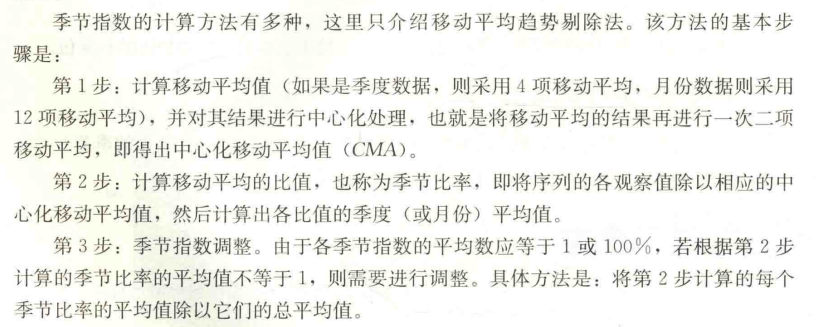 季节指数的计算方法有多种，这里只介绍移动平均趋势剔除法。该方法的基本步
骤是：
第1步：计算移动平均值（如果是季度数据，则采用4项移动平均，月份数据则采用
12项移动平均），并对其结果进行中心化处理，也就是将移动平均的结果再进行一次二项
移动平均，即得出中心化移动平均值（CMA）。
第2步：计算移动平均的比值，也称为季节比率，即将序列的各观察值除以相应的中
心化移动平均值，然后计算出各比值的季度（或月份）平均值。
第3步：季节指数调整。由于各季节指数的平均数应等于1或100%，若根据第2步
计算的季节比率的平均值不等于1，则需要进行调整。具体方法是：将第2步计算的每个
季节比率的平均值除以它们的总平均值。